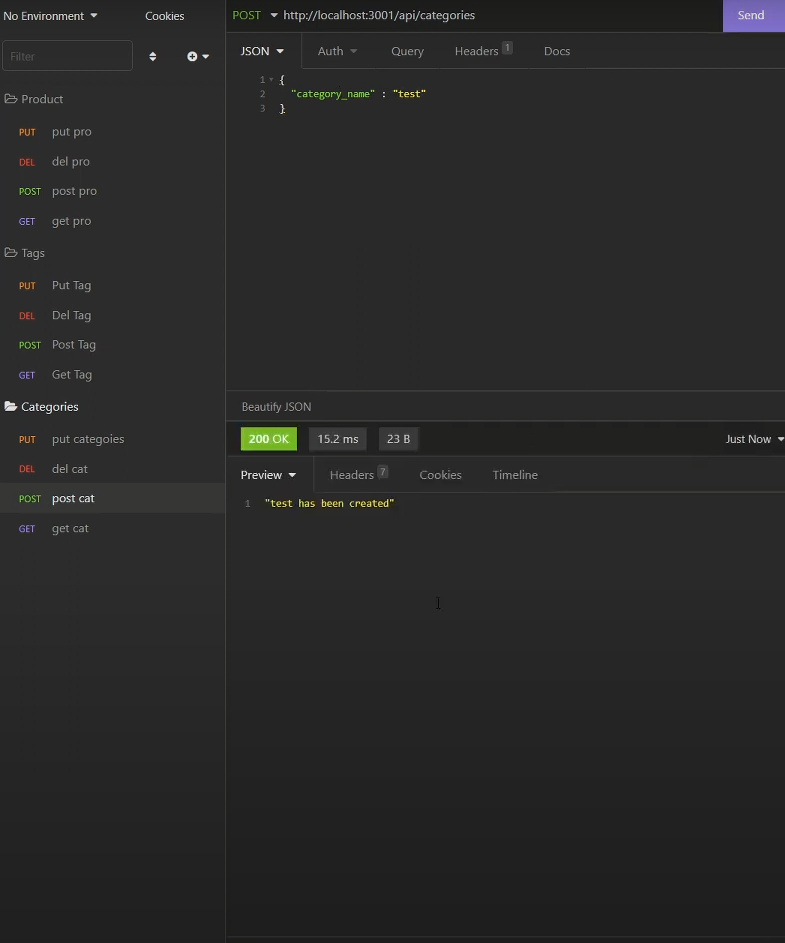 No Environment
Cookies
Filter
Product
PUT put pro
DEL del pro
POST post pro
GET get pro
Tags
PUT Put Tag
DEL Del Tag
POST Post Tag
GET Get Tag
Categories
PUT put categoies
DEL del cat
POST post cat
GET get cat
POST http://localhost:3001/api/categories Send
JSON Auth Query Headers 1 Docs
1 {
2 "category_name" : "test"
3 }
Beautify JSON
200 OK 15.2 ms 23 B Just Now
Preview Headers 7 Cookies Timeline
1 "test has been created"